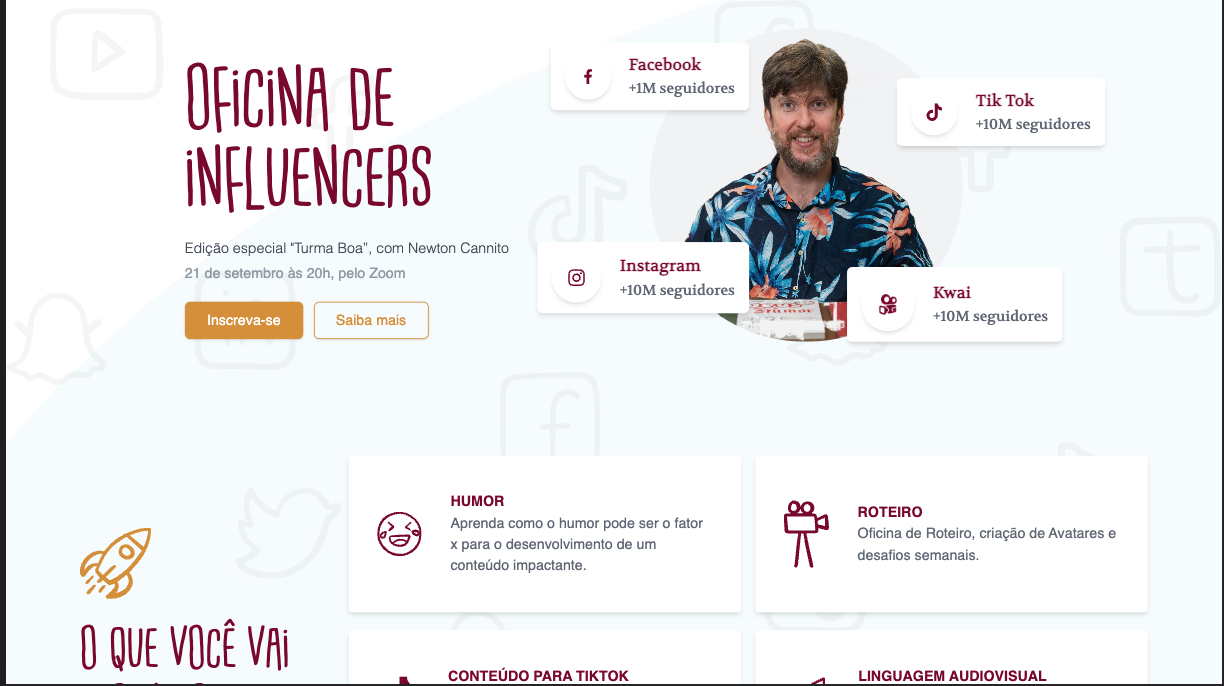 OFiCiNA DE
iNFLUENCERS
Edição especial "Turma Boa", com Newton Cannito
21 de setembro às 20h, pelo Zoom
Inscreva-se
Saiba mais
Facebook
+1M seguidores
Tik Tok
+10M seguidores
Instagram
+10M seguidores
Kwai
+10M seguidores
O QUE VOCÊ VAi
HUMOR
Aprenda como o humor pode ser o fator
x para o desenvolvimento de um
conteúdo impactante.
ROTEIRO
Oficina de Roteiro, criação de Avatares e
desafios semanais.
CONTEÚDO PARA TIKTOK
LINGUAGEM AUDIOVISUAL